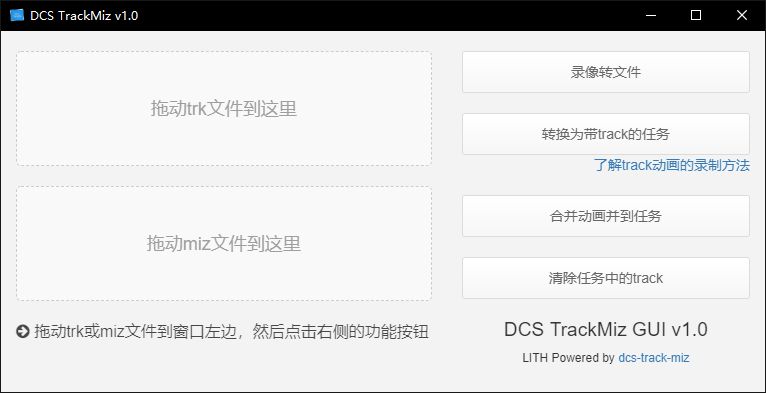 DCS TrackMiz v1.0
拖动trk文件到这里
拖动miz文件到这里
拖动trk或miz文件到窗口左边，然后点击右侧的功能按钮
录像转文件
转换为带track的任务
了解track动画的录制方法
合并动画并到任务
清除任务中的track
DCS TrackMiz GUI v1.0
LITH Powered by dcs-track-miz